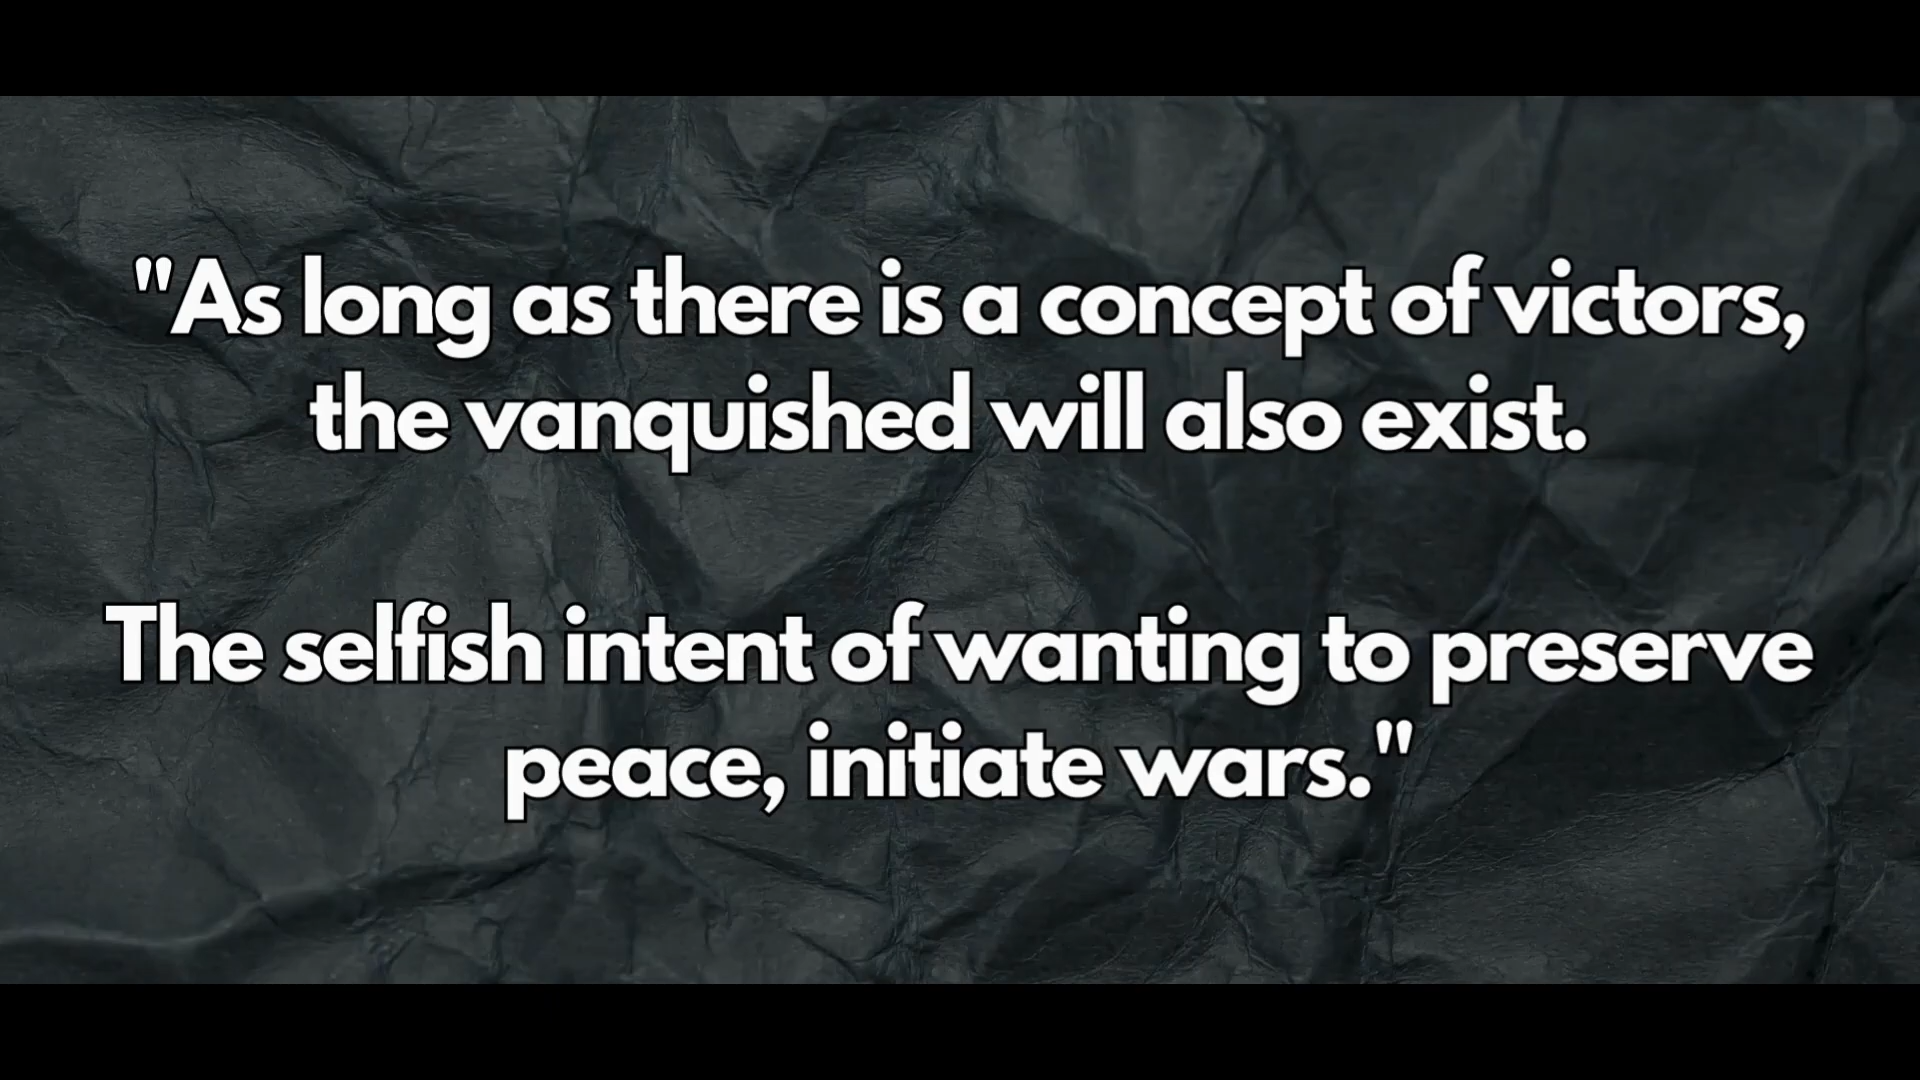 "As long as there is a concept of victors,
the vanquished will also exist.
The selfish intent of wanting to preserve
peace, initiate wars."